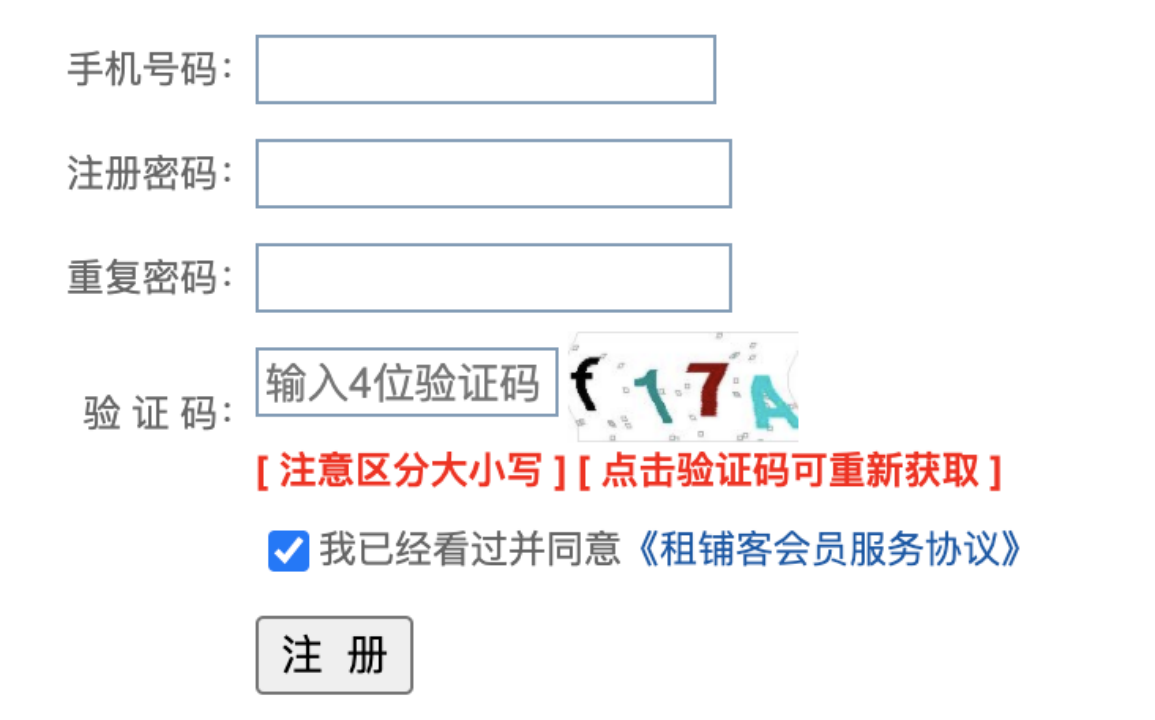 手机号码：
注册密码：
重复密码：
验 证 码： 输入4位验证码 f17A
[ 注意区分大小写 ] [ 点击验证码可重新获取 ]
我已经看过并同意《租铺客会员服务协议》
注 册